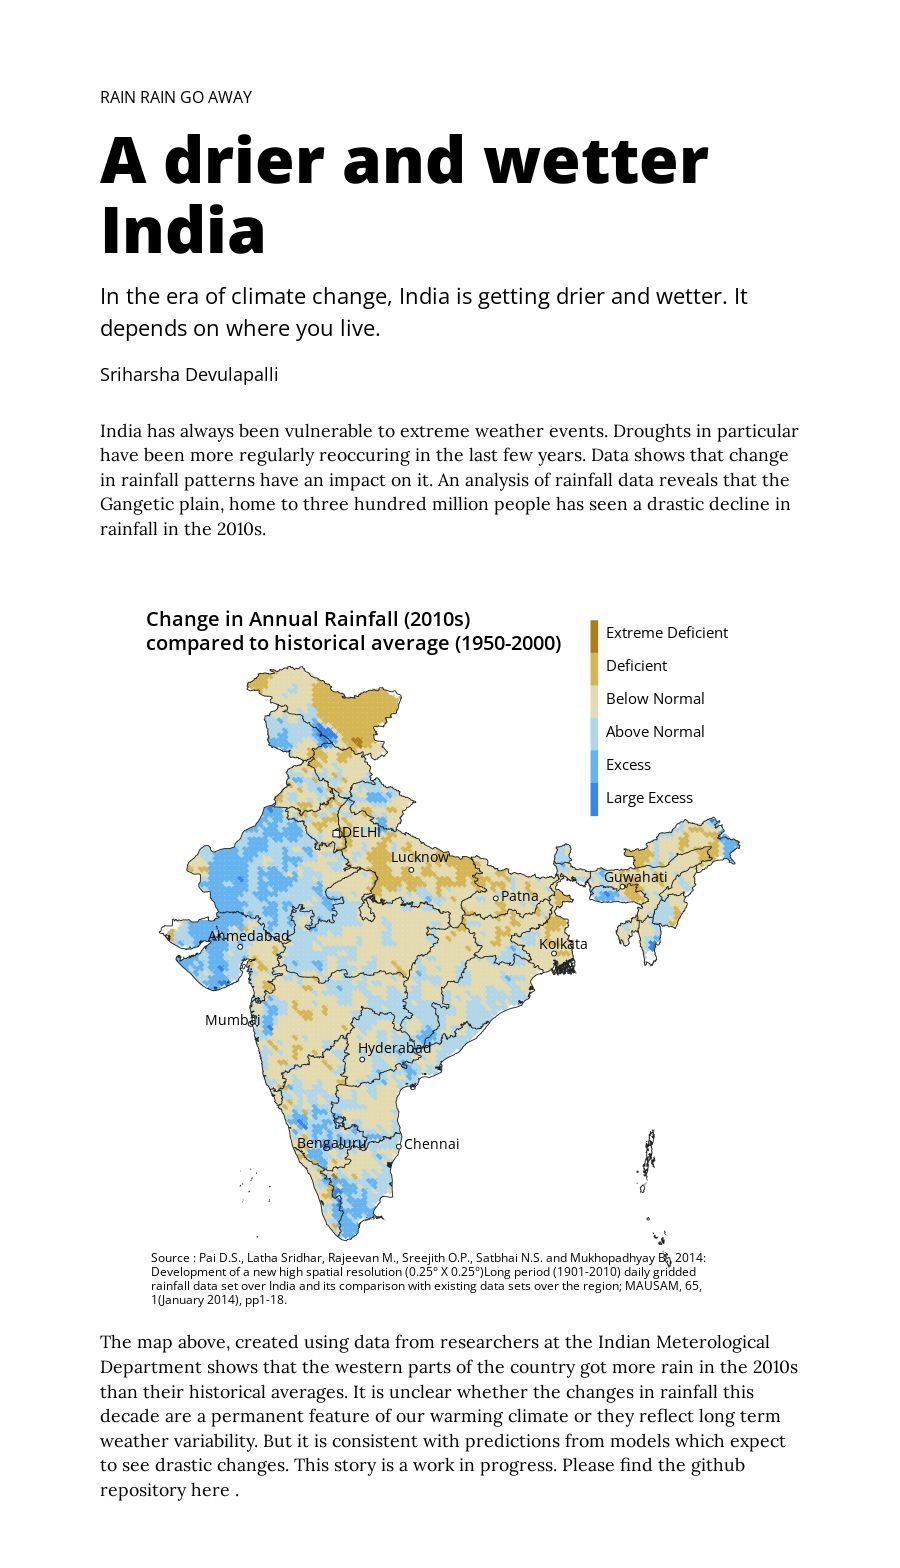 RAIN RAIN GO AWAY
A drier and wetter
India
In the era of climate change, India is getting drier and wetter. It
depends on where you live.
Sriharsha Devulapalli
India has always been vulnerable to extreme weather events. Droughts in particular
have been more regularly reoccuring in the last few years. Data shows that change
in rainfall patterns have an impact on it. An analysis of rainfall data reveals that the
Gangetic plain, home to three hundred million people has seen a drastic decline in
rainfall in the 2010s.
Change in Annual Rainfall (2010s)
compared to historical average (1950-2000)
Extreme Deficient
Deficient
Below Normal
Above Normal
Excess
Large Excess
DELHI
Lucknow
Guwahati
Patna
Ahmedabad
Kolkata
Mumbai
Hyderabad
Bengaluru
Chennai
Source : Pai D.S., Latha Sridhar, Rajeevan M., Sreejith O.P., Satbhai N.S. and Mukhopadhyay B., 2014:
Development of a new high spatial resolution (0.25° X 0.25°)Long period (1901-2010) daily gridded
rainfall data set over India and its comparison with existing data sets over the region; MAUSAM, 65,
1(January 2014), pp1-18.
The map above, created using data from researchers at the Indian Meterological
Department shows that the western parts of the country got more rain in the 2010s
than their historical averages. It is unclear whether the changes in rainfall this
decade are a permanent feature of our warming climate or they reflect long term
weather variability. But it is consistent with predictions from models which expect
to see drastic changes. This story is a work in progress. Please find the github
repository here .